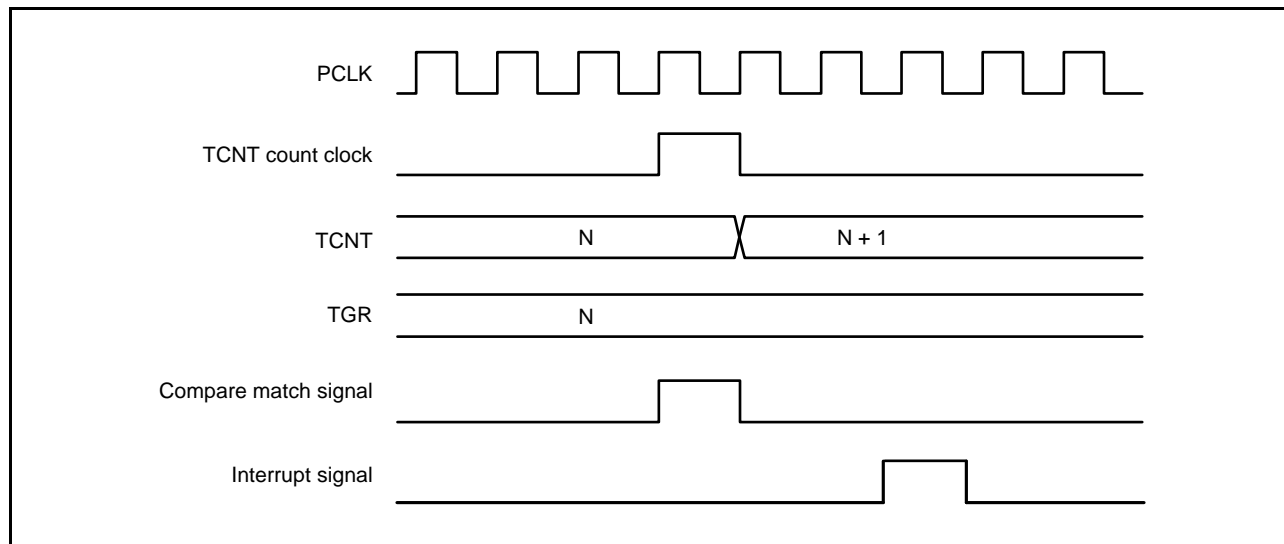 PCLK
TCNT count clock
TCNT
N
N + 1
TGR
N
Compare match signal
Interrupt signal